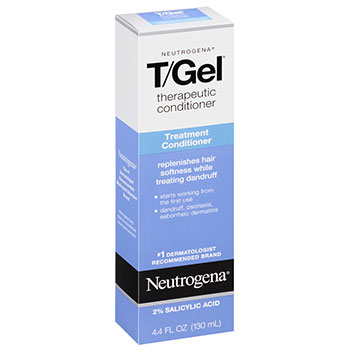 NEUTROGENA®
T/Gel®
therapeutic
conditioner
Treatment
Conditioner
replenishes hair
softness while
treating dandruff
• starts working from
the first use
• dandruff, psoriasis,
seborrheic dermatitis
#1 DERMATOLOGIST
RECOMMENDED BRAND
Neutrogena®
2% SALICYLIC ACID
4.4 FL OZ (130 mL)
Neutrogena®